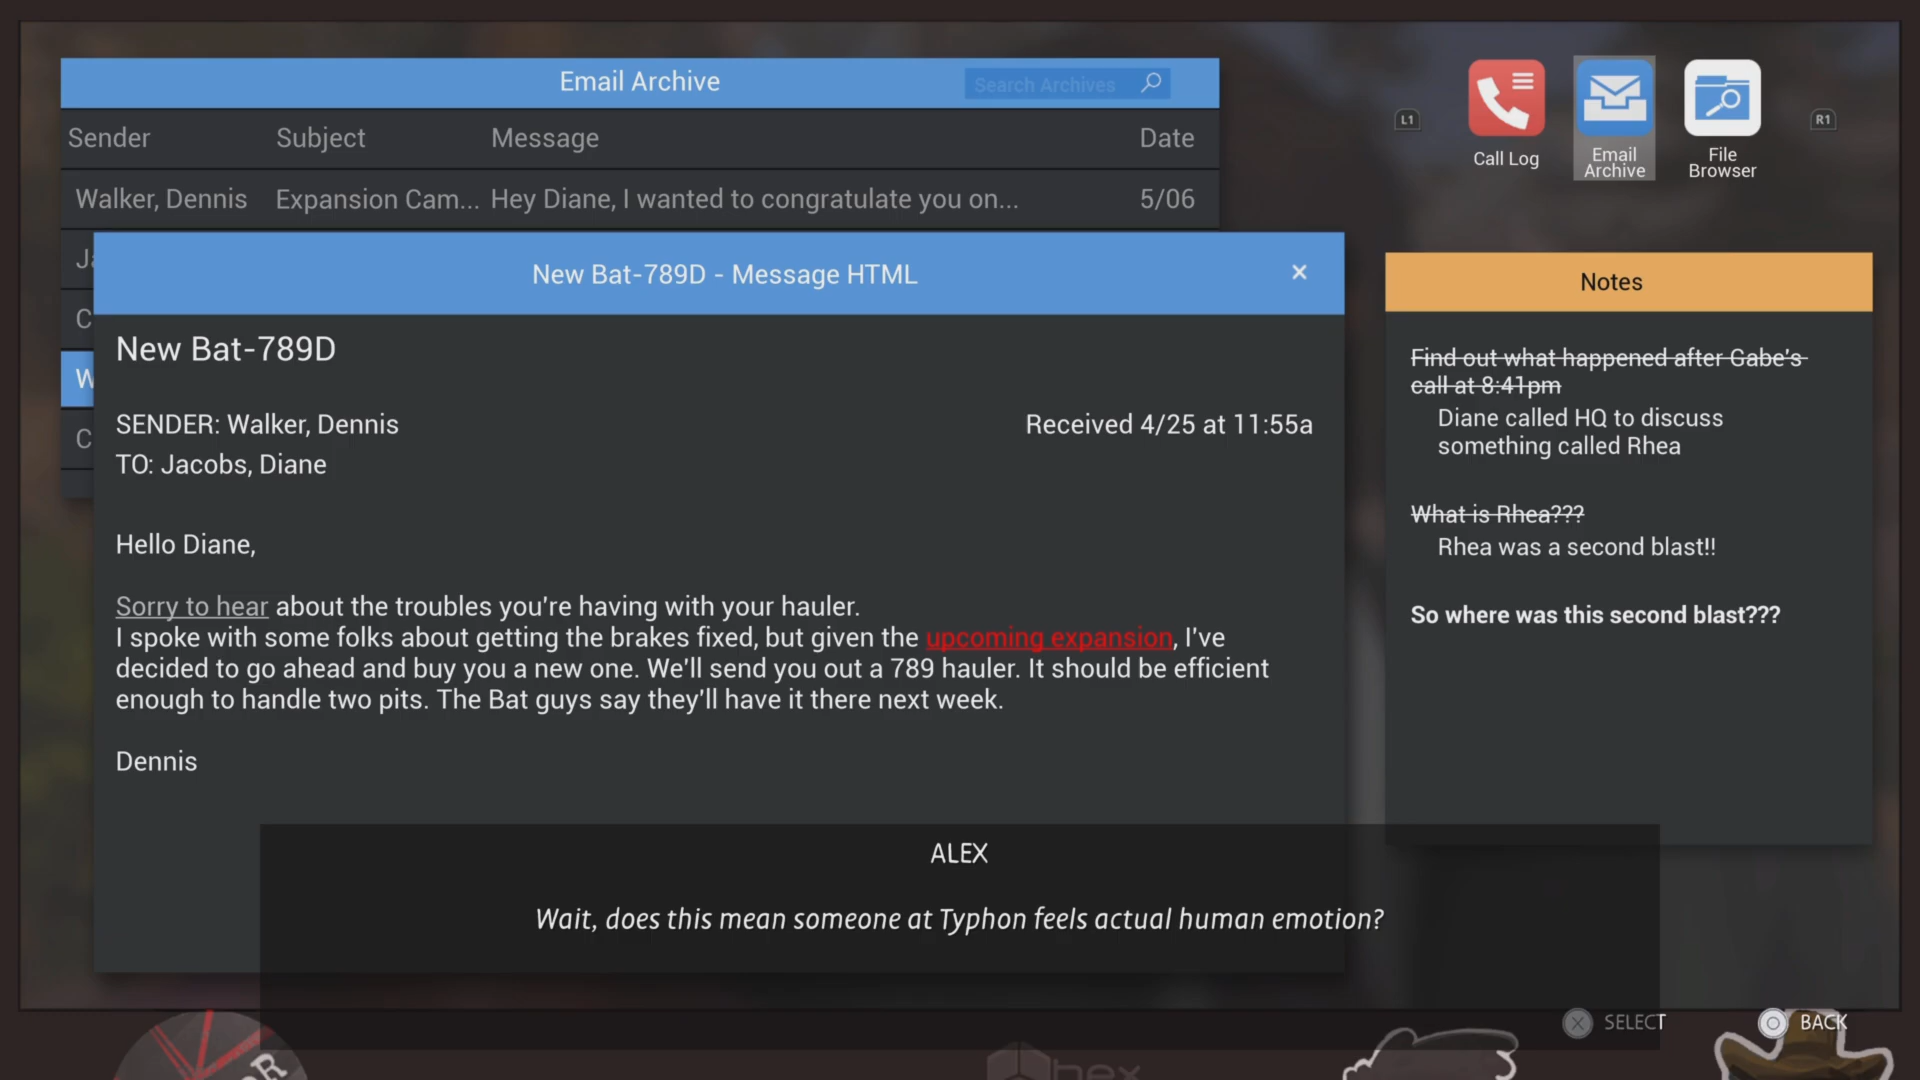 Email Archive
Search Archives
Sender Subject Message Date
Walker, Dennis Expansion Cam... Hey Diane, I wanted to congratulate you on... 5/06
New Bat-789D - Message HTML
New Bat-789D
SENDER: Walker, Dennis
Received 4/25 at 11:55a
TO: Jacobs, Diane
Hello Diane,
Sorry to hear about the troubles you're having with your hauler.
I spoke with some folks about getting the brakes fixed, but given the upcoming expansion, I've
decided to go ahead and buy you a new one. We'll send you out a 789 hauler. It should be efficient
enough to handle two pits. The Bat guys say they'll have it there next week.
Dennis
L1
Call Log
Email
Archive
File
Browser
R1
Notes
Find out what happened after Gabe's
call at 8:41pm
Diane called HQ to discuss
something called Rhea
What is Rhea???
Rhea was a second blast!!
So where was this second blast???
ALEX
Wait, does this mean someone at Typhon feels actual human emotion?
SELECT
BACK
hex